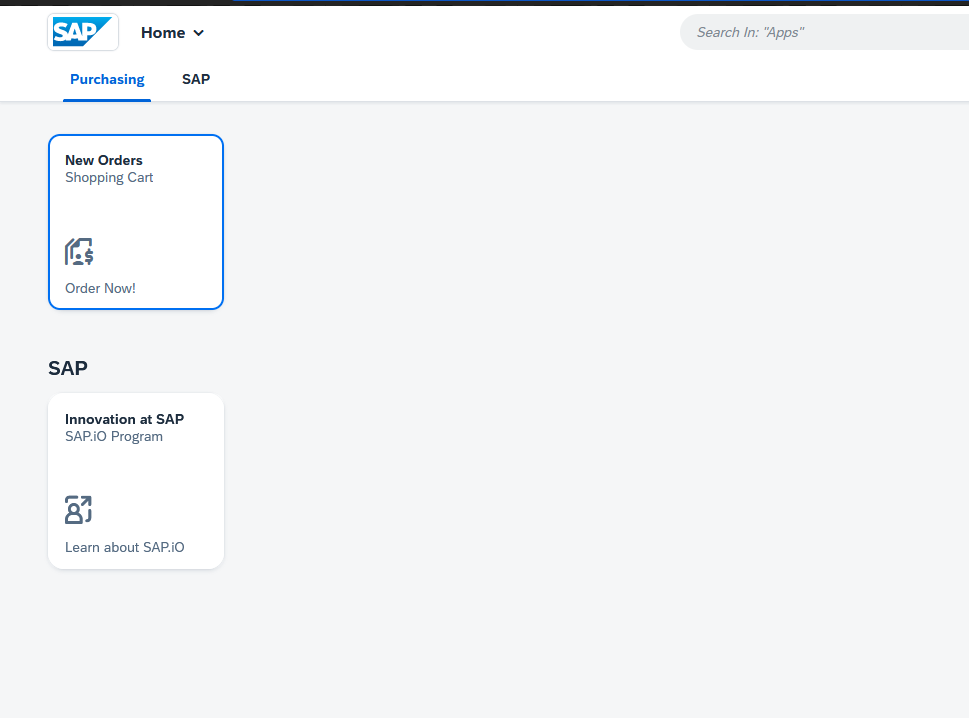 SAP
Home
Search In: "Apps"
Purchasing
SAP
New Orders
Shopping Cart
Order Now!
SAP
Innovation at SAP
SAP.iO Program
Learn about SAP.iO